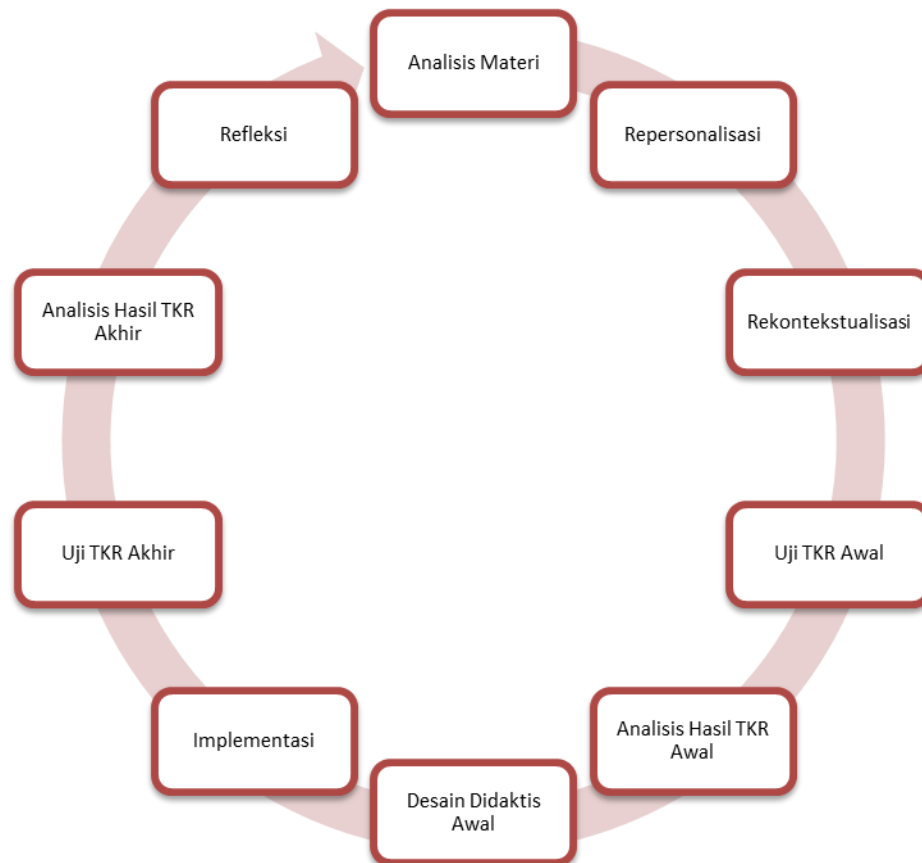 Analisis Materi
Repersonalisasi
Rekontekstualisasi
Uji TKR Awal
Analisis Hasil TKR
Awal
Desain Didaktis
Awal
Implementasi
Uji TKR Akhir
Analisis Hasil TKR
Akhir
Refleksi